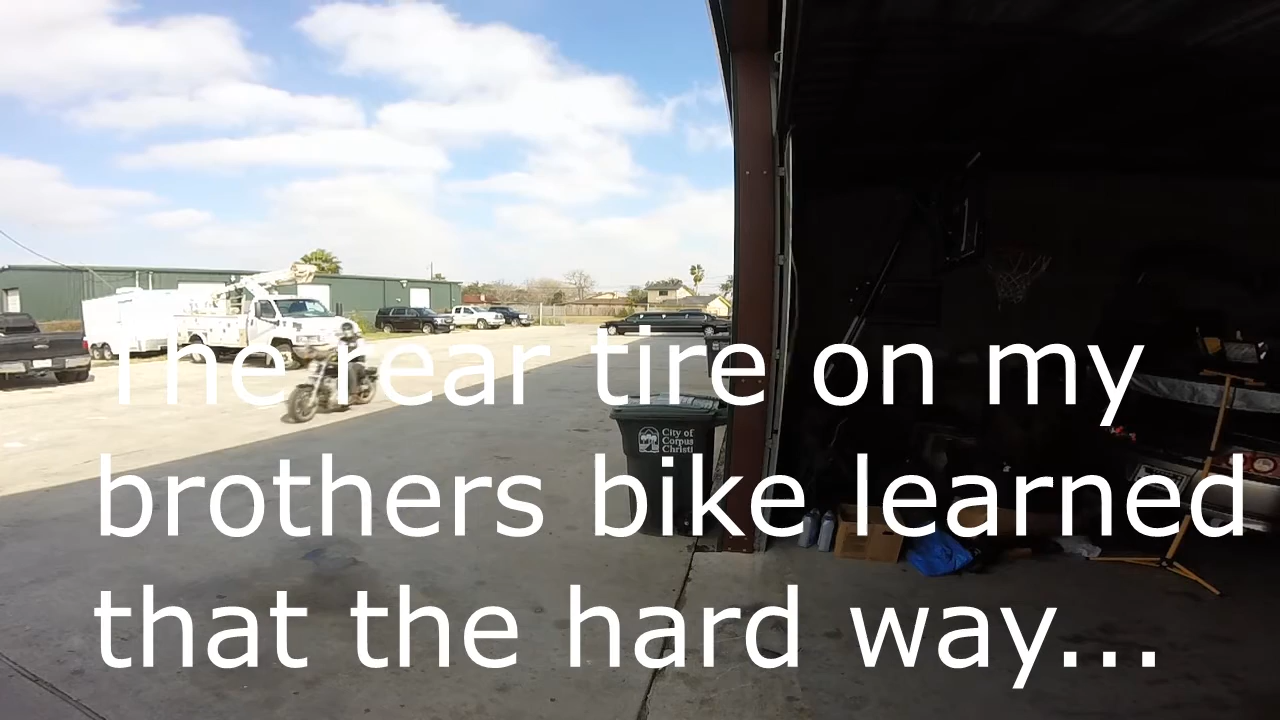 The rear tire on my
brothers bike learned
that the hard way...
City of
Corpus
Christi